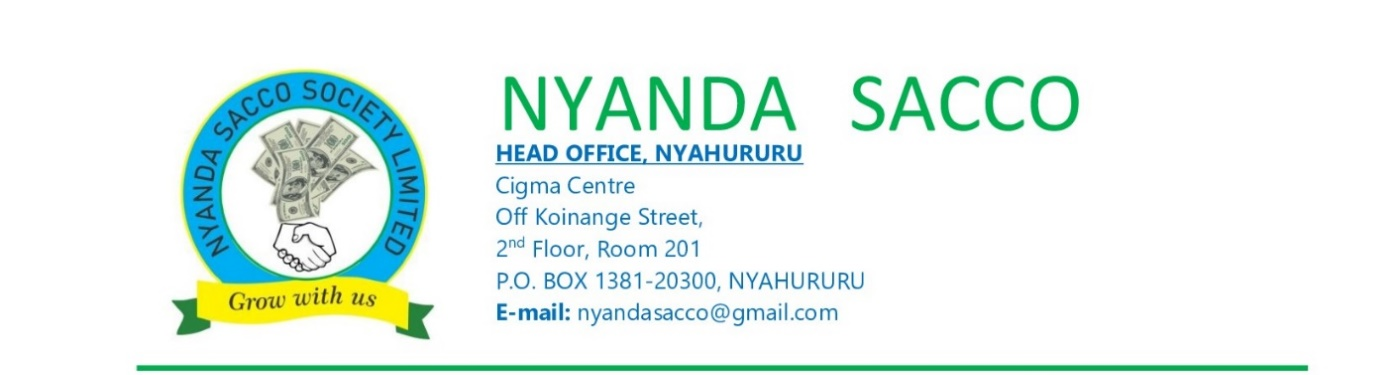 NYANDA SACCO SOCIETY LIMITED
Grow with us
NYANDA SACCO
HEAD OFFICE, NYAHURURU
Cigma Centre
Off Koinange Street,
2nd Floor, Room 201
P.O. BOX 1381-20300, NYAHURURU
E-mail: nyandasacco@gmail.com